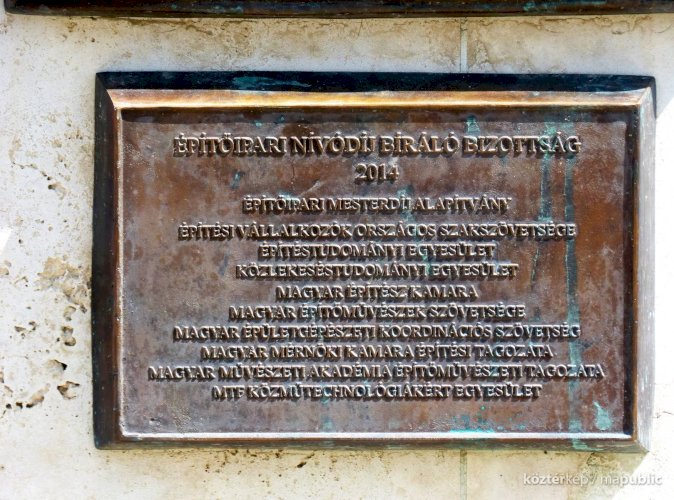 ÉPÍTŐIPARI NÍVÓDÍJ BÍRÁLÓ BIZOTTSÁG
2014
ÉPÍTŐIPARI MESTERDÍJ ALAPÍTVÁNY
ÉPÍTÉSI VÁLLALKOZÓK ORSZÁGOS SZAKSZÖVETSÉGE
ÉPÍTÉSTUDOMÁNYI EGYESÜLET
KÖZLEKESÉSTUDOMÁNYI EGYESÜLET
MAGYAR ÉPÍTÉSZ KAMARA
MAGYAR ÉPÍTŐMŰVÉSZEK SZÖVETSÉGE
MAGYAR ÉPÜLETGÉPÉSZETI KOORDINÁCIÓS SZÖVETSÉG
MAGYAR MÉRNÖKI KAMARA ÉPÍTÉSI TAGOZATA
MAGYAR MŰVÉSZETI AKADÉMIA ÉPÍTŐMŰVÉSZETI TAGOZATA
MTF KÖZMŰTECHNOLÓGIÁKÉRT EGYESÜLET
köztérkép / mapublic